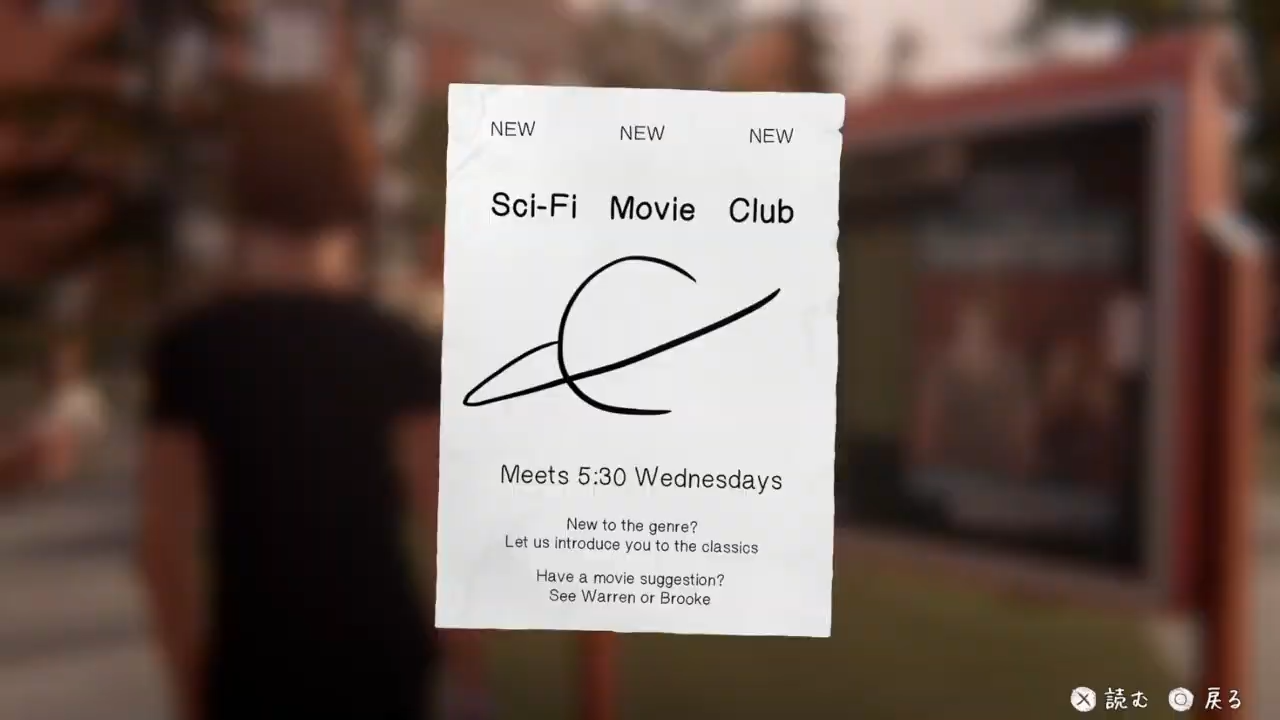 NEW NEW NEW
Sci-Fi Movie Club
Meets 5:30 Wednesdays
New to the genre?
Let us introduce you to the classics
Have a movie suggestion?
See Warren or Brooke
読む 戻る